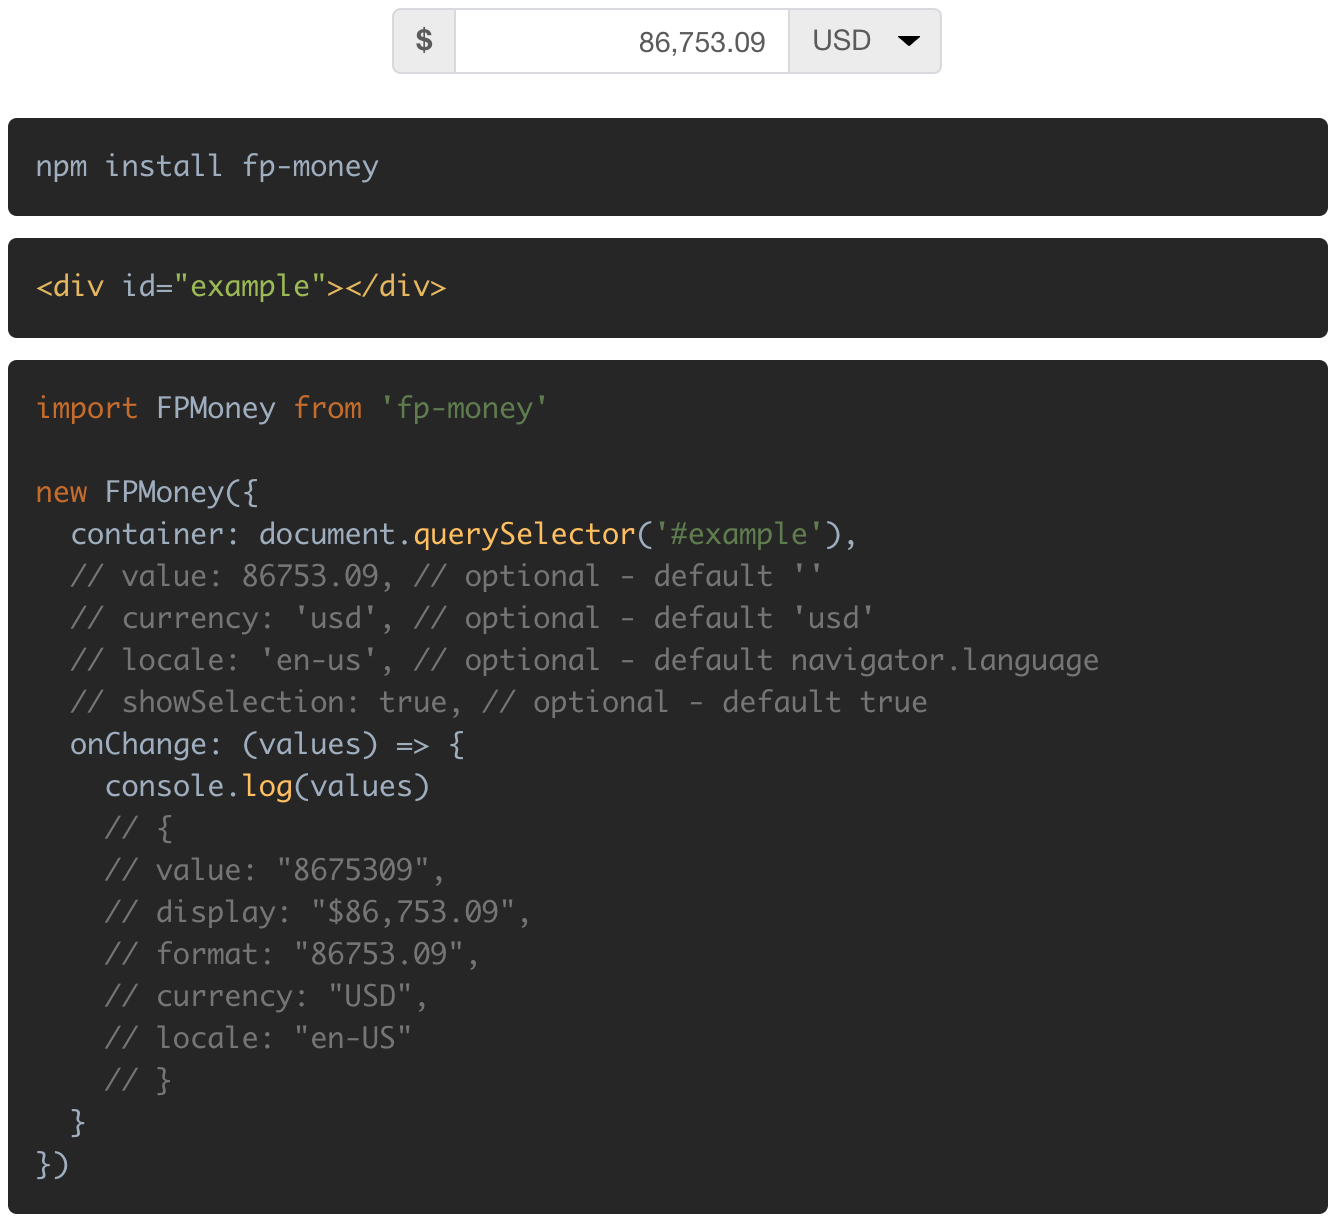 $ 86,753.09 USD
npm install fp-money
<div id="example"></div>
import FPMoney from 'fp-money'
new FPMoney({
  container: document.querySelector('#example'),
  // value: 86753.09, // optional - default ''
  // currency: 'usd', // optional - default 'usd'
  // locale: 'en-us', // optional - default navigator.language
  // showSelection: true, // optional - default true
  onChange: (values) => {
    console.log(values)
    // {
    // value: "8675309",
    // display: "$86,753.09",
    // format: "86753.09",
    // currency: "USD",
    // locale: "en-US"
    // }
  }
})